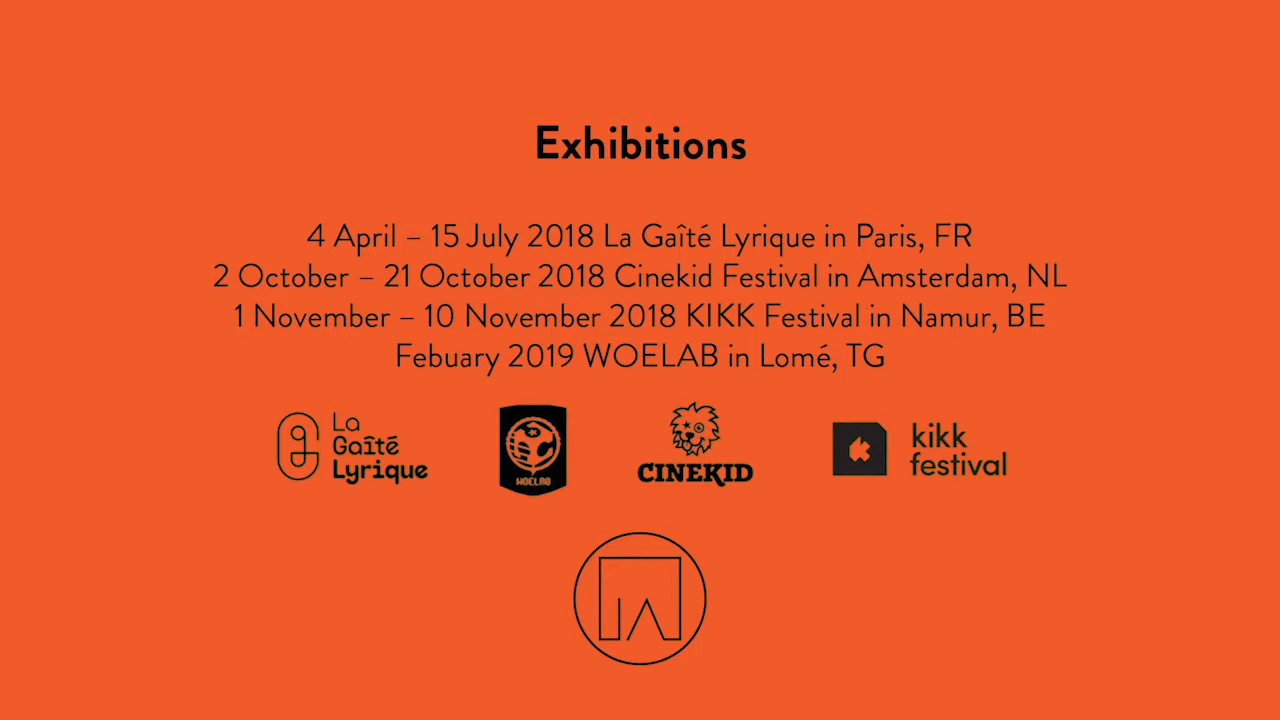 Exhibitions
4 April – 15 July 2018 La Gaîté Lyrique in Paris, FR
2 October – 21 October 2018 Cinekid Festival in Amsterdam, NL
1 November – 10 November 2018 KIKK Festival in Namur, BE
Febuary 2019 WOELAB in Lomé, TG
La
Gaîté
Lyrique
WOELAB
CINEKID
kikk
festival